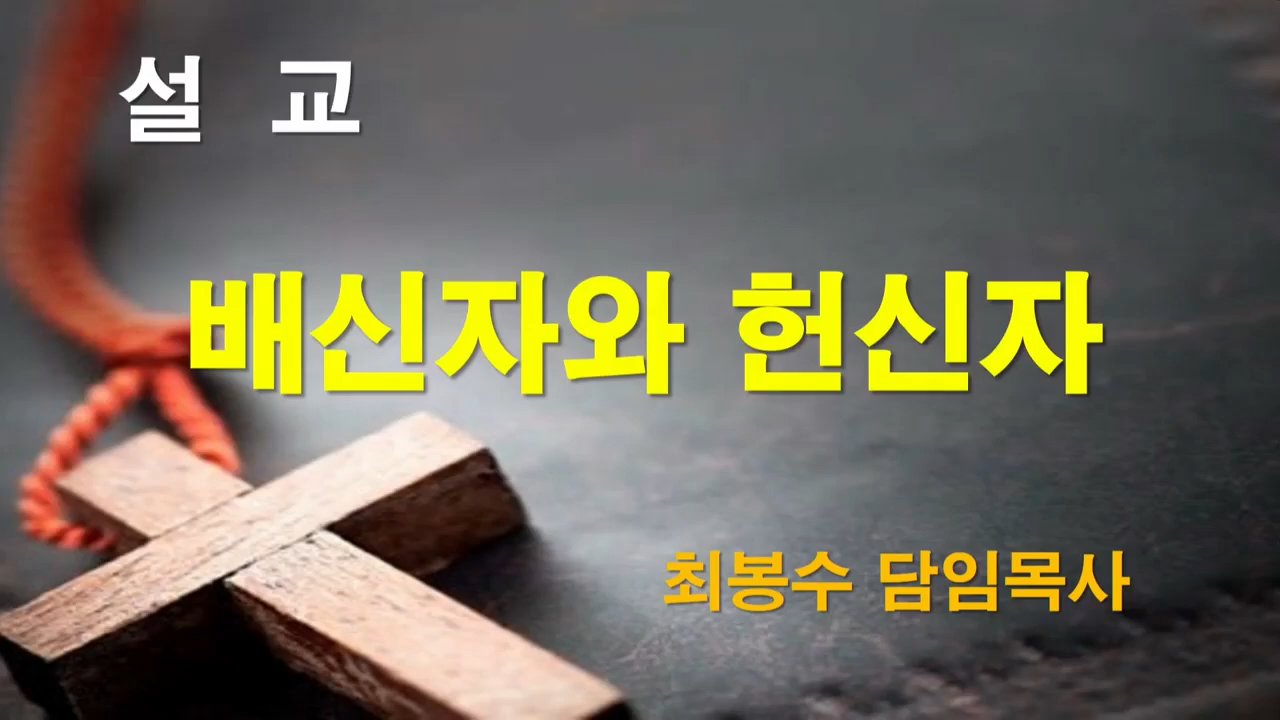 설 교
배신자와 헌신자
최봉수 담임목사